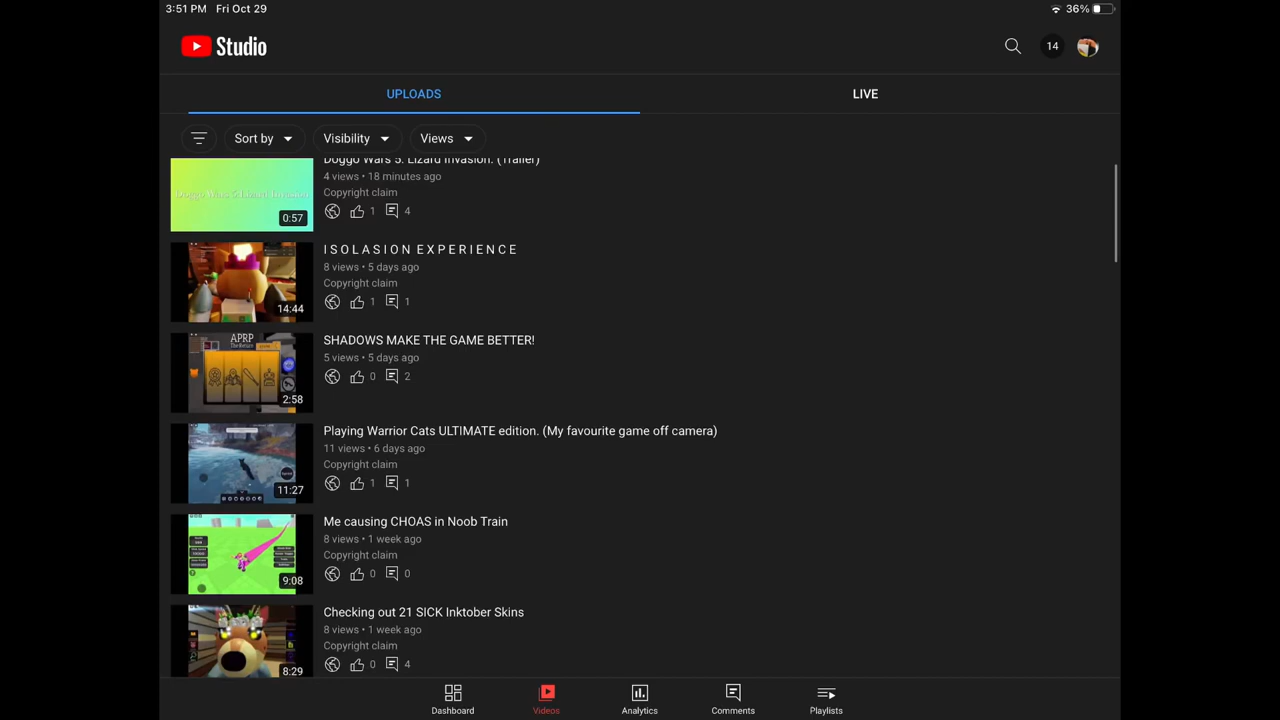 3:51 PM Fri Oct 29
36%
Studio
14
UPLOADS
LIVE
Sort by
Visibility
Views
Doggo Wars 5. Lizard Invasion. (Trailer)
4 views • 18 minutes ago
Copyright claim
1 4
Doggo Wars 5 Lizard Invasion
0:57
I S O L A S I O N E X P E R I E N C E
8 views • 5 days ago
Copyright claim
1 1
14:44
SHADOWS MAKE THE GAME BETTER!
5 views • 5 days ago
0 2
APRP
2:58
Playing Warrior Cats ULTIMATE edition. (My favourite game off camera)
11 views • 6 days ago
Copyright claim
1 1
11:27
Me causing CHOAS in Noob Train
8 views • 1 week ago
Copyright claim
0 0
9:08
Checking out 21 SICK Inktober Skins
8 views • 1 week ago
Copyright claim
0 4
8:29
Dashboard
Videos
Analytics
Comments
Playlists